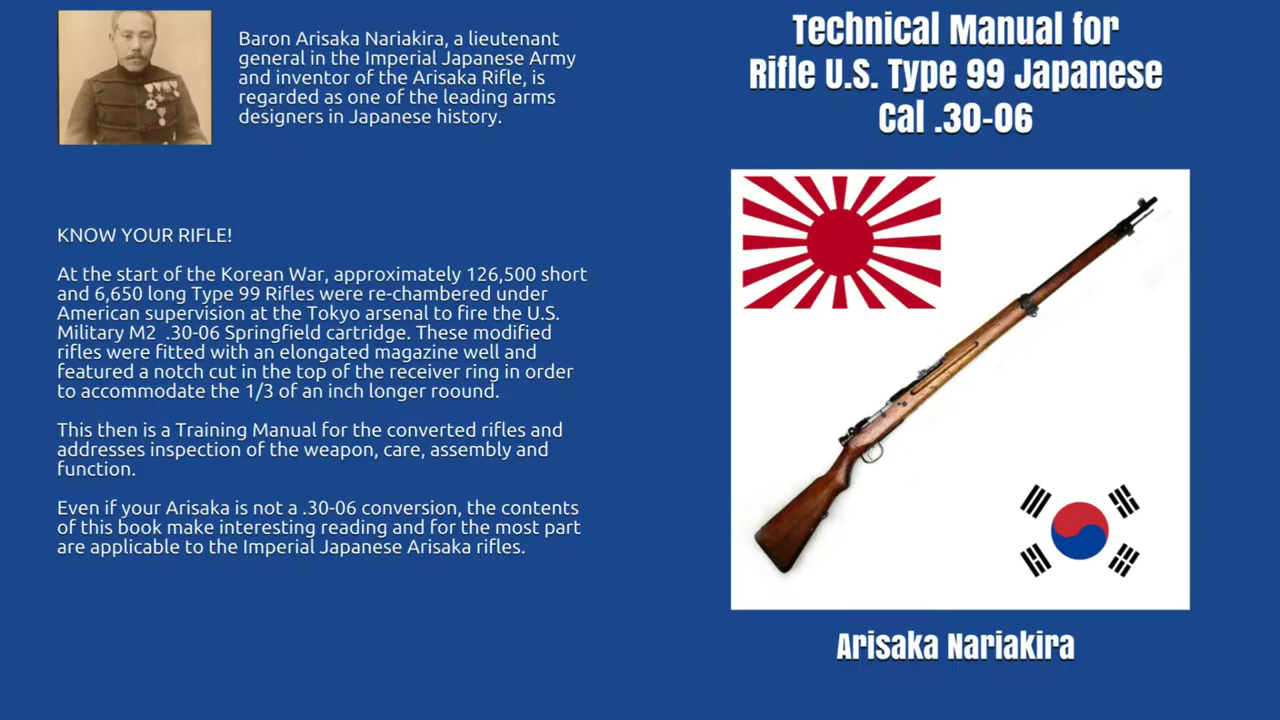 Baron Arisaka Nariakira, a lieutenant
general in the Imperial Japanese Army
and inventor of the Arisaka Rifle, is
regarded as one of the leading arms
designers in Japanese history.
KNOW YOUR RIFLE!
At the start of the Korean War, approximately 126,500 short
and 6,650 long Type 99 Rifles were re-chambered under
American supervision at the Tokyo arsenal to fire the U.S.
Military M2 .30-06 Springfield cartridge. These modified
rifles were fitted with an elongated magazine well and
featured a notch cut in the top of the receiver ring in order
to accommodate the 1/3 of an inch longer roound.
This then is a Training Manual for the converted rifles and
addresses inspection of the weapon, care, assembly and
function.
Even if your Arisaka is not a .30-06 conversion, the contents
of this book make interesting reading and for the most part
are applicable to the Imperial Japanese Arisaka rifles.
Technical Manual for
Rifle U.S. Type 99 Japanese
Cal .30-06
Arisaka Nariakira